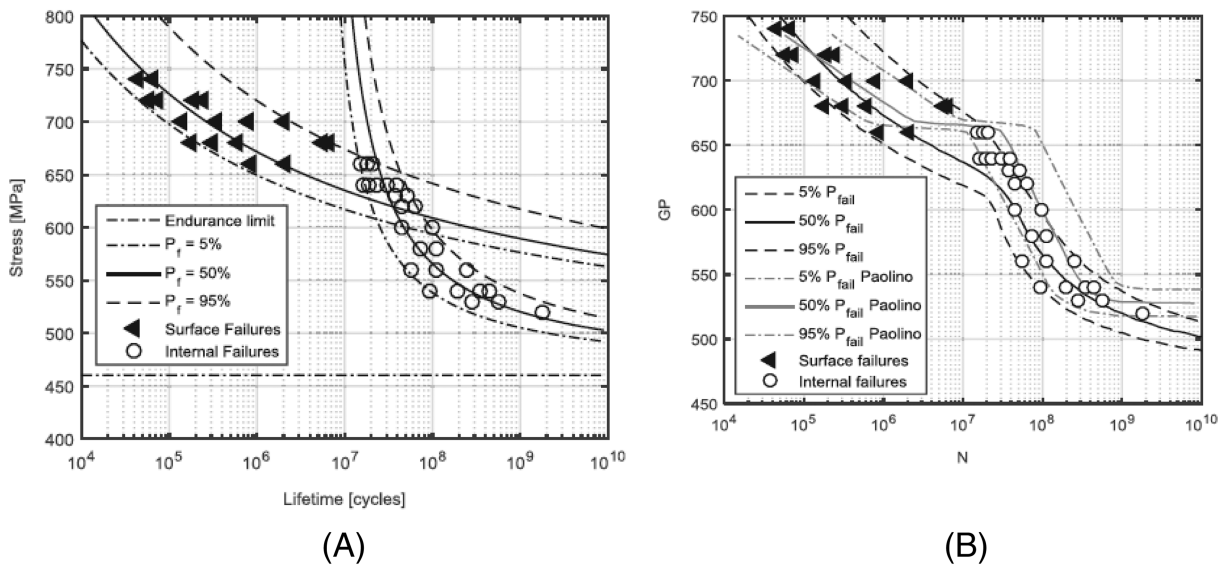 800
750
700
650
600
550
500
450
400
Stress [MPa]
Endurance limit
P_f = 5%
P_f = 50%
P_f = 95%
Surface Failures
Internal Failures
10^4 10^5 10^6 10^7 10^8 10^9 10^10
Lifetime [cycles]
(A)
750
700
650
600
550
500
450
GP
5% P_fail
50% P_fail
95% P_fail
5% P_fail Paolino
50% P_fail Paolino
95% P_fail Paolino
Surface failures
Internal failures
10^4 10^5 10^6 10^7 10^8 10^9 10^10
N
(B)